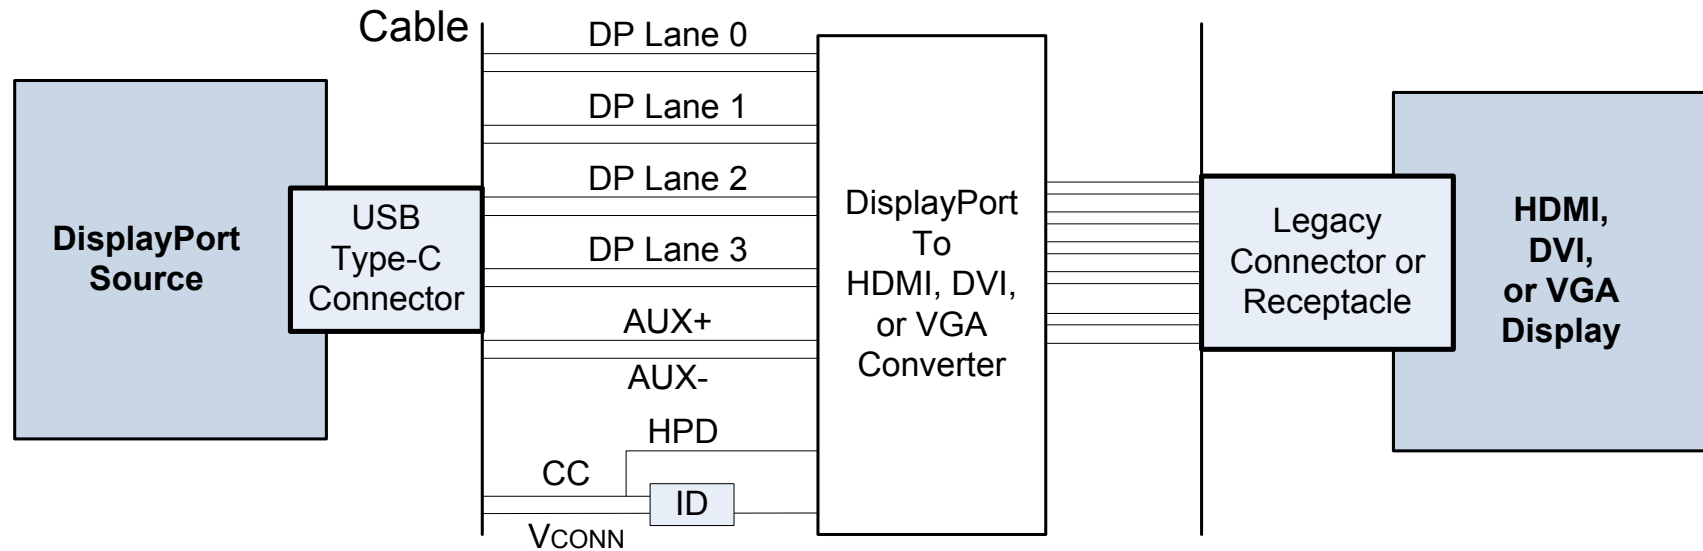 Cable
DP Lane 0
DP Lane 1
DP Lane 2
DP Lane 3
AUX+
AUX-
HPD
CC
ID
VCONN
DisplayPort
Source
USB
Type-C
Connector
DisplayPort
To
HDMI, DVI,
or VGA
Converter
Legacy
Connector or
Receptacle
HDMI,
DVI,
or VGA
Display